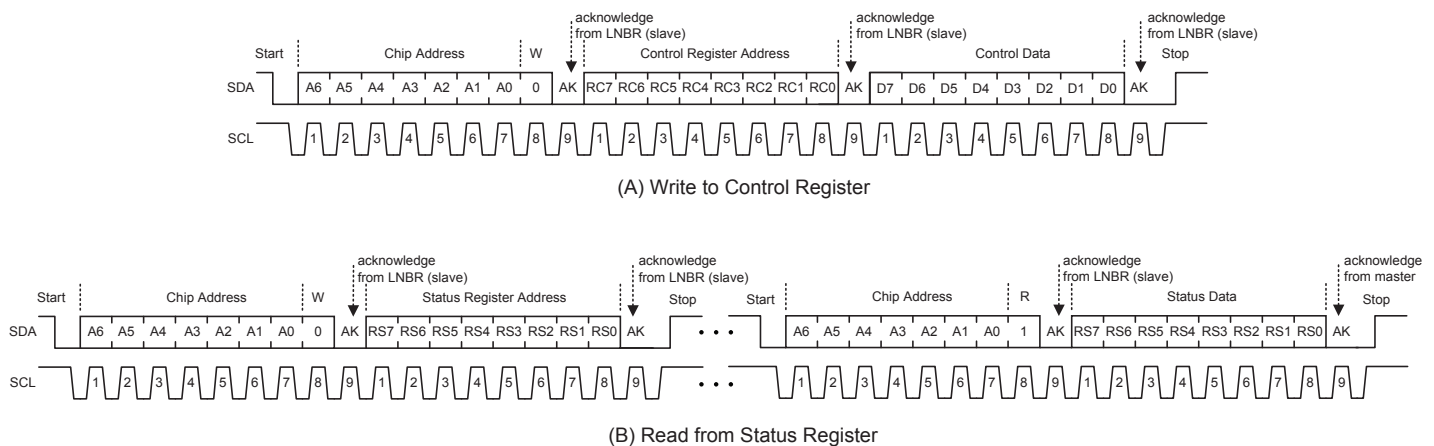 acknowledge acknowledge acknowledge
from LNBR (slave) from LNBR (slave) from LNBR (slave)
Start Chip Address W Control Register Address Control Data Stop
SDA A6 A5 A4 A3 A2 A1 A0 0 AK RC7 RC6 RC5 RC4 RC3 RC2 RC1 RC0 AK D7 D6 D5 D4 D3 D2 D1 D0 AK
SCL 1 2 3 4 5 6 7 8 9 1 2 3 4 5 6 7 8 9 1 2 3 4 5 6 7 8 9
(A) Write to Control Register
acknowledge acknowledge acknowledge acknowledge
from LNBR (slave) from LNBR (slave) from LNBR (slave) from master
Start Chip Address W Status Register Address Stop Start Chip Address R Status Data Stop
SDA A6 A5 A4 A3 A2 A1 A0 0 AK RS7 RS6 RS5 RS4 RS3 RS2 RS1 RS0 AK • • • A6 A5 A4 A3 A2 A1 A0 1 AK RS7 RS6 RS5 RS4 RS3 RS2 RS1 RS0 AK
SCL 1 2 3 4 5 6 7 8 9 1 2 3 4 5 6 7 8 9 • • • 1 2 3 4 5 6 7 8 9 1 2 3 4 5 6 7 8 9
(B) Read from Status Register